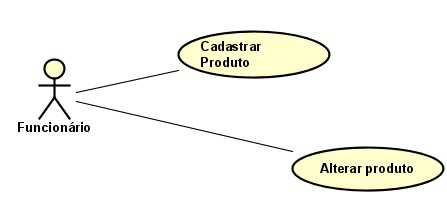 Cadastrar
Produto
Funcionário
Alterar produto